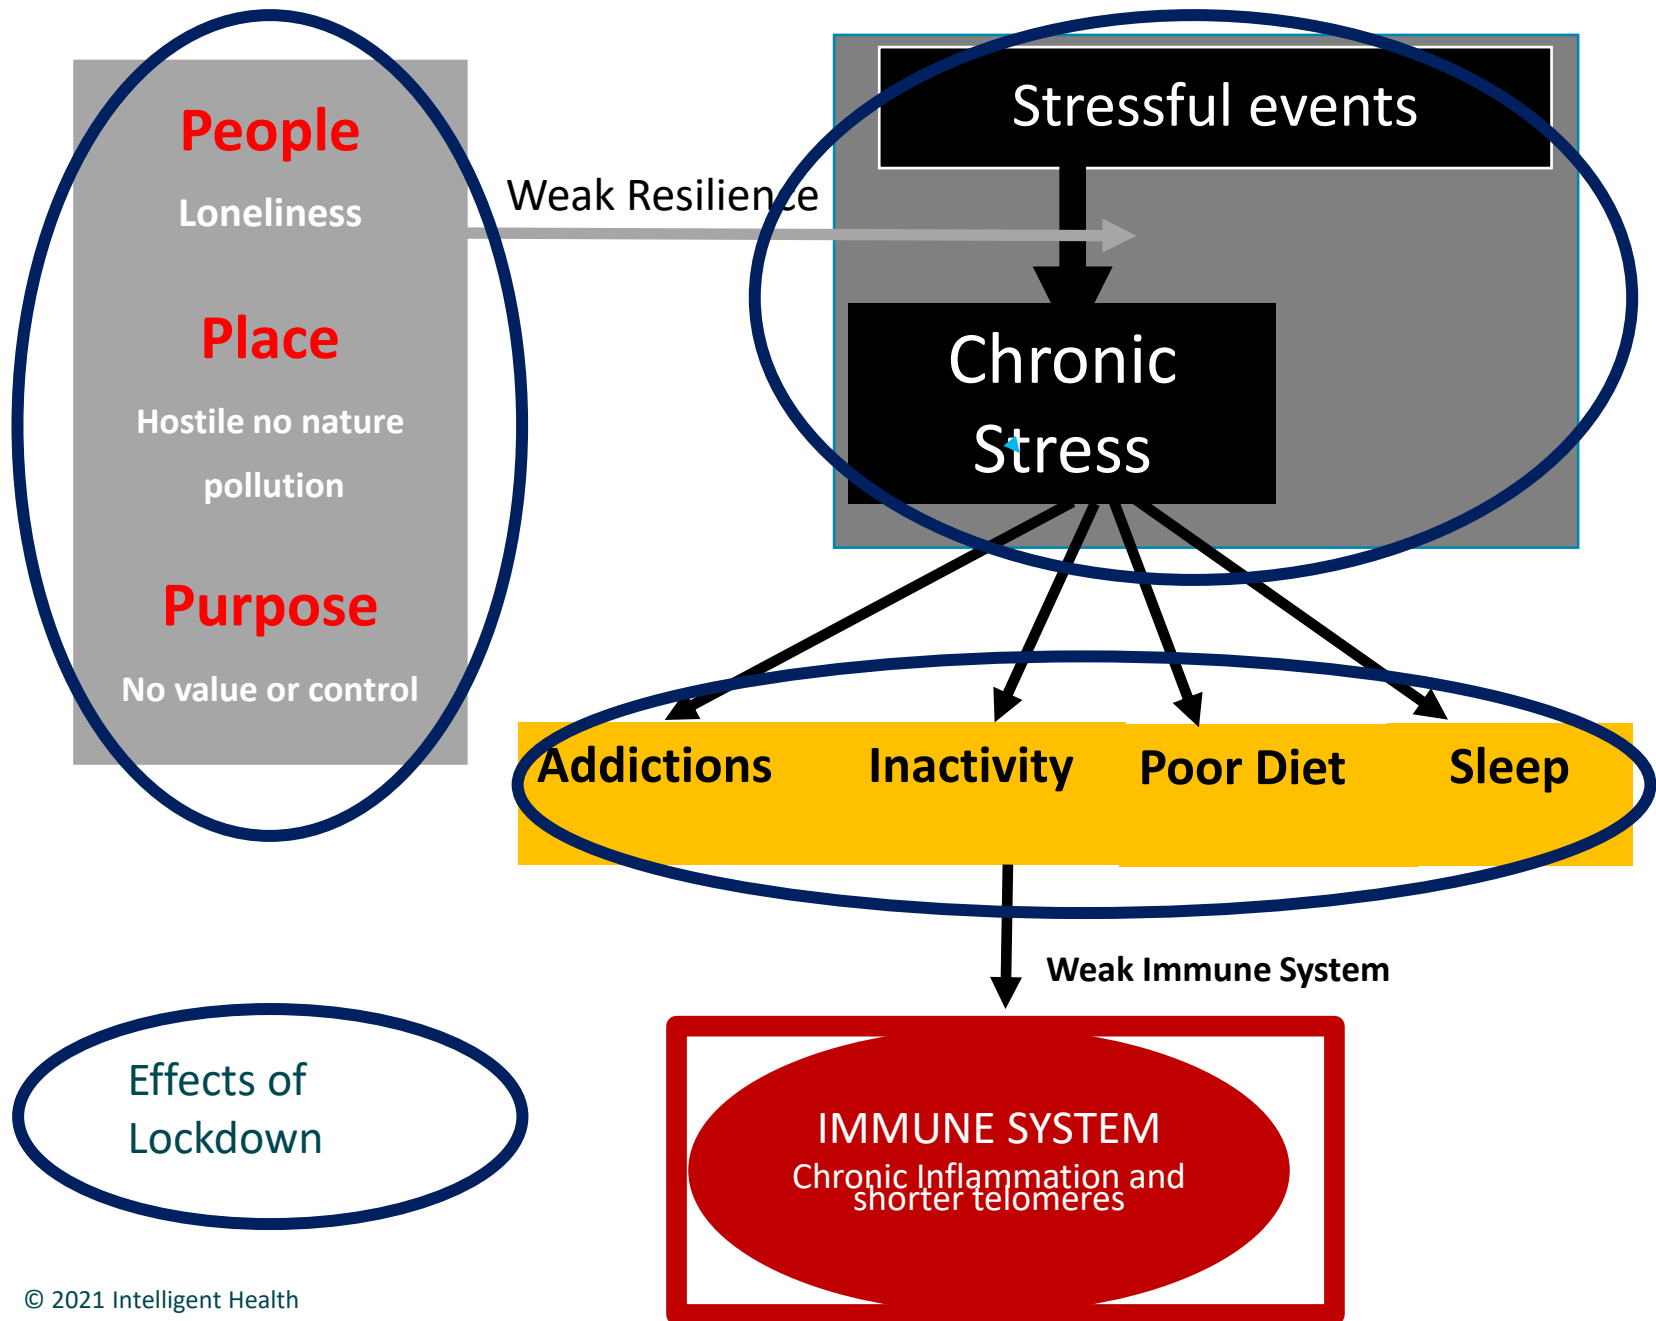 People
Loneliness
Place
Hostile no nature
pollution
Purpose
No value or control
Weak Resilience
Stressful events
Chronic
Stress
Addictions
Inactivity
Poor Diet
Sleep
Weak Immune System
IMMUNE SYSTEM
Chronic Inflammation and
shorter telomeres
Effects of
Lockdown
© 2021 Intelligent Health